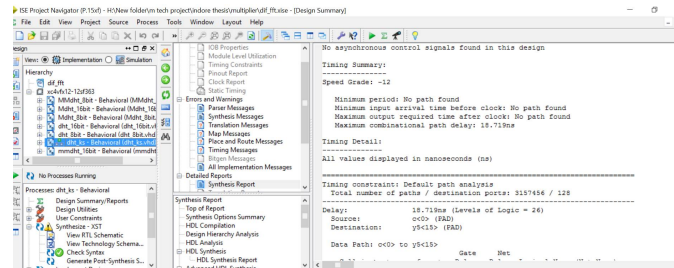 ISE Project Navigator (P.15xf) - H:\New folder\m tech project\indore thesis\multiplier\dif_fft.xise - [Design Summary]
File Edit View Project Source Process Tools Window Layout Help
View: Implementation Simulation
Hierarchy
dif_fft
xc4vfx12-12sf363
MMdht_8bit - Behavioral (MMdht_
Mdht_16bit - Behavioral (Mdht_16b
Mdht_8bit - Behavioral (Mdht_8bit.
dht_16bit - Behavioral (dht_16bit.vl
dht_8bit - Behavioral (dht_8bit.vhd
dht_ks - Behavioral (dht_ks.vhd)
mmdht_16bit - Behavioral (mmdht
No Processes Running
Processes: dht_ks - Behavioral
Design Summary/Reports
Design Utilities
User Constraints
Synthesize - XST
View RTL Schematic
View Technology Schema...
Check Syntax
Generate Post-Synthesis S...
IOB Properties
Module Level Utilization
Timing Constraints
Pinout Report
Clock Report
Static Timing
Errors and Warnings
Parser Messages
Synthesis Messages
Translation Messages
Map Messages
Place and Route Messages
Timing Messages
Bitgen Messages
All Implementation Messages
Detailed Reports
Synthesis Report
Synthesis Report
Top of Report
Synthesis Options Summary
HDL Compilation
Design Hierarchy Analysis
HDL Analysis
HDL Synthesis
HDL Synthesis Report
Advanced HDL Synthesis
No asynchronous control signals found in this design
Timing Summary:
---------------
Speed Grade: -12
Minimum period: No path found
Minimum input arrival time before clock: No path found
Maximum output required time after clock: No path found
Maximum combinational path delay: 18.719ns
Timing Detail:
--------------
All values displayed in nanoseconds (ns)
Timing constraint: Default path analysis
Total number of paths / destination ports: 3157456 / 128
Delay: 18.719ns (Levels of Logic = 26)
Source: c<0> (PAD)
Destination: y5<15> (PAD)
Data Path: c<0> to y5<15>
Gate Net